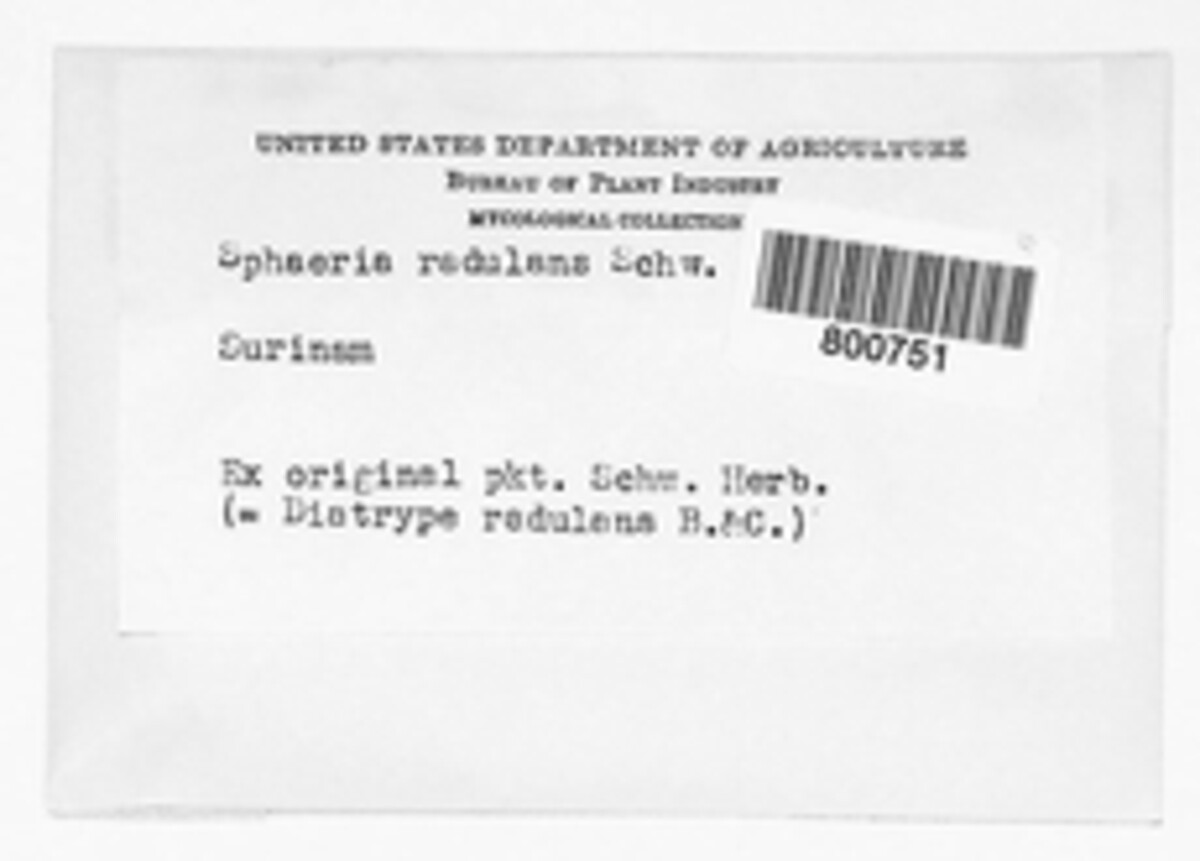 UNITED STATES DEPARTMENT OF AGRICULTURE
BUREAU OF PLANT INDUSTRY
MYCOLOGICAL COLLECTION
Sphaeria radulans Schw.
800751
Surinam
Ex original pkt. Schw. Herb.
(= Diatrype radulans B.&C.)